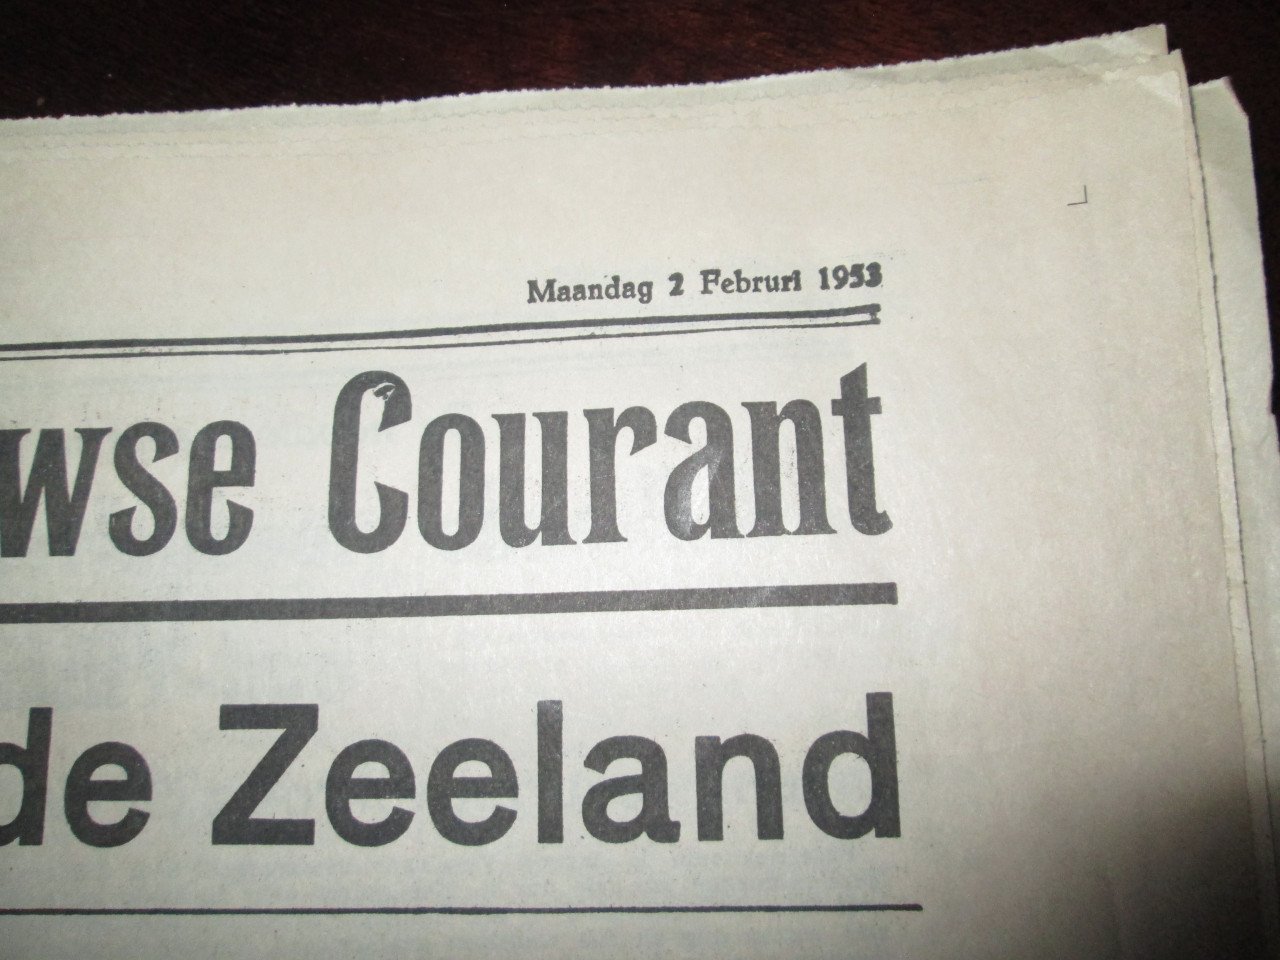 Maandag 2 Februri 1953
wse Courant
de Zeeland